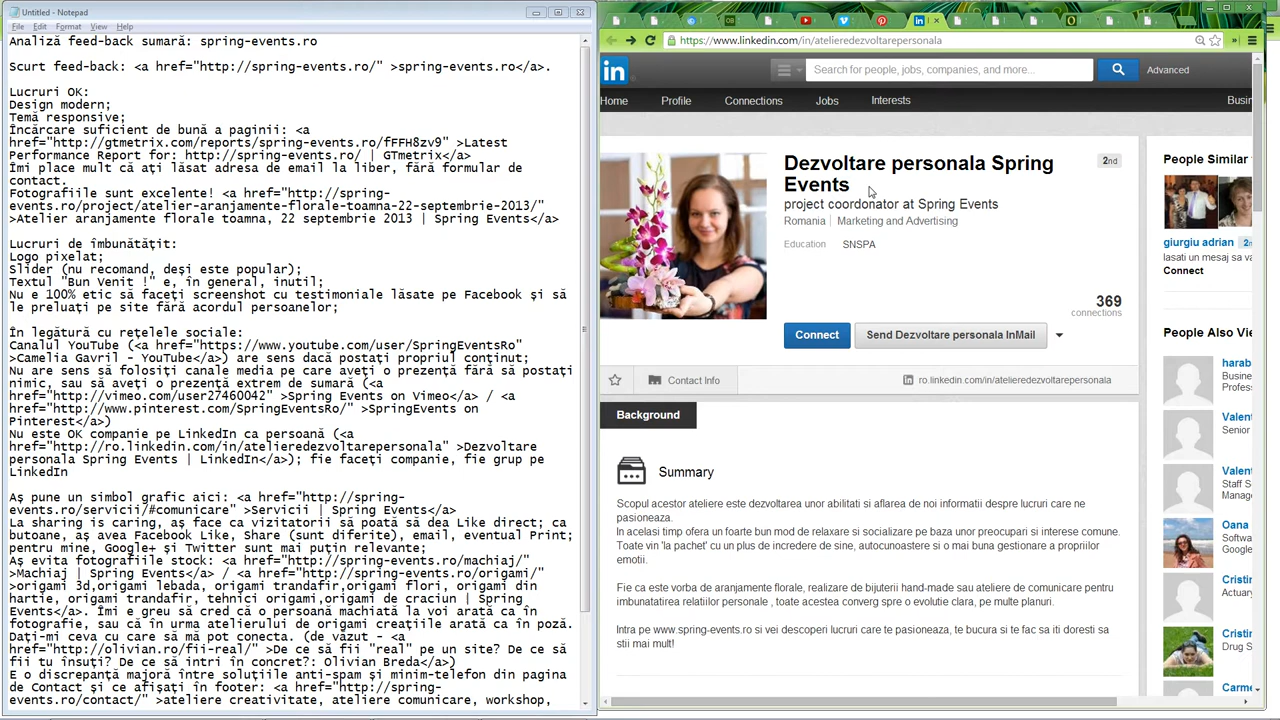 Untitled - Notepad
File Edit Format View Help
Analiză feed-back sumară: spring-events.ro
Scurt feed-back: <a href="http://spring-events.ro/" >spring-events.ro</a>.
Lucruri OK:
Design modern;
Temă responsive;
Încărcare suficient de bună a paginii: <a
href="http://gtmetrix.com/reports/spring-events.ro/fFFH8zv9" >Latest
Performance Report for: http://spring-events.ro/ | GTmetrix</a>
Îmi place mult că ați lăsat adresa de email la liber, fără formular de
contact.
Fotografiile sunt excelente! <a href="http://spring-
events.ro/project/atelier-aranjamente-florale-toamna-22-septembrie-2013/"
>Atelier aranjamente florale toamna, 22 septembrie 2013 | Spring Events</a>
Lucruri de îmbunătățit:
Logo pixelat;
Slider (nu recomand, deși este popular);
Textul "Bun Venit !" e, în general, inutil;
Nu e 100% etic să faceți screenshot cu testimoniale lăsate pe Facebook și să
le preluați pe site fără acordul persoanelor;
În legătură cu rețelele sociale:
Canalul YouTube (<a href="https://www.youtube.com/user/SpringEventsRo"
>Camelia Gavril - YouTube</a>) are sens dacă postați propriul conținut;
Nu are sens să folosiți canale media pe care aveți o prezență fără să postați
nimic, sau să aveți o prezență extrem de sumară (<a
href="http://vimeo.com/user27460042" >Spring Events on Vimeo</a> / <a
href="http://www.pinterest.com/SpringEventsRo/" >SpringEvents on
Pinterest</a>)
Nu este OK companie pe LinkedIn ca persoană (<a
href="http://ro.linkedin.com/in/atelieredezvoltarepersonala" >Dezvoltare
personala Spring Events | LinkedIn</a>); fie faceți companie, fie grup pe
LinkedIn
Aș pune un simbol grafic aici: <a href="http://spring-
events.ro/servicii/#comunicare" >Servicii | Spring Events</a>
La sharing is caring, aș face ca vizitatorii să poată să dea Like direct; ca
butoane, aș avea Facebook Like, Share (sunt diferite), email, eventual Print;
pentru mine, Google+ și Twitter sunt mai puțin relevante;
Aș evita fotografiile stock: <a href="http://spring-events.ro/machiaj/"
>Machiaj | Spring Events</a> / <a href="http://spring-events.ro/origami/"
>origami 3d,origami lebada, origami trandafir,origami flori, origami din
hartie, origami trandafir, tehnici origami,origami de craciun | Spring
Events</a>. Îmi e greu să cred că o persoană machiată la voi arată ca în
fotografie, sau că în urma atelierului de origami creațiile arată ca în poză.
Dați-mi ceva cu care să mă pot conecta. (de văzut - <a
href="http://olivian.ro/fii-real/" >De ce să fii "real" pe un site? De ce să
fii tu însuți? De ce să intri în concret?: Olivian Breda</a>)
E o discrepanță majoră între soluțiile anti-spam și minim-telefon din pagina
de Contact și ce afișați în footer: <a href="http://spring-
events.ro/contact/" >ateliere creativitate, ateliere comunicare, workshop,
https://www.linkedin.com/in/atelieredezvoltarepersonala
in
Search for people, jobs, companies, and more...
Advanced
Home Profile Connections Jobs Interests
Dezvoltare personala Spring
Events
2nd
project coordonator at Spring Events
Romania | Marketing and Advertising
Education SNSPA
369
connections
Connect
Send Dezvoltare personala InMail
Contact Info
ro.linkedin.com/in/atelieredezvoltarepersonala
Background
Summary
Scopul acestor ateliere este dezvoltarea unor abilitati si aflarea de noi informatii despre lucruri care ne
pasioneaza.
In acelasi timp ofera un foarte bun mod de relaxare si socializare pe baza unor preocupari si interese comune.
Toate vin 'la pachet' cu un plus de incredere de sine, autocunoastere si o mai buna gestionare a propriilor
emotii.
Fie ca este vorba de aranjamente florale, realizare de bijuterii hand-made sau ateliere de comunicare pentru
imbunatatirea relatiilor personale , toate acestea converg spre o evolutie clara, pe multe planuri.
Intra pe www.spring-events.ro si vei descoperi lucruri care te pasioneaza, te bucura si te fac sa iti doresti sa
stii mai mult!
People Similar
giurgiu adrian
lasati un mesaj sa va
Connect
People Also Vie
harab
Busine
Profes
Valent
Senior
Valent
Staff S
Manag
Oana
Softwa
Google
Cristin
Actuary
Cristin
Drug S
Carme